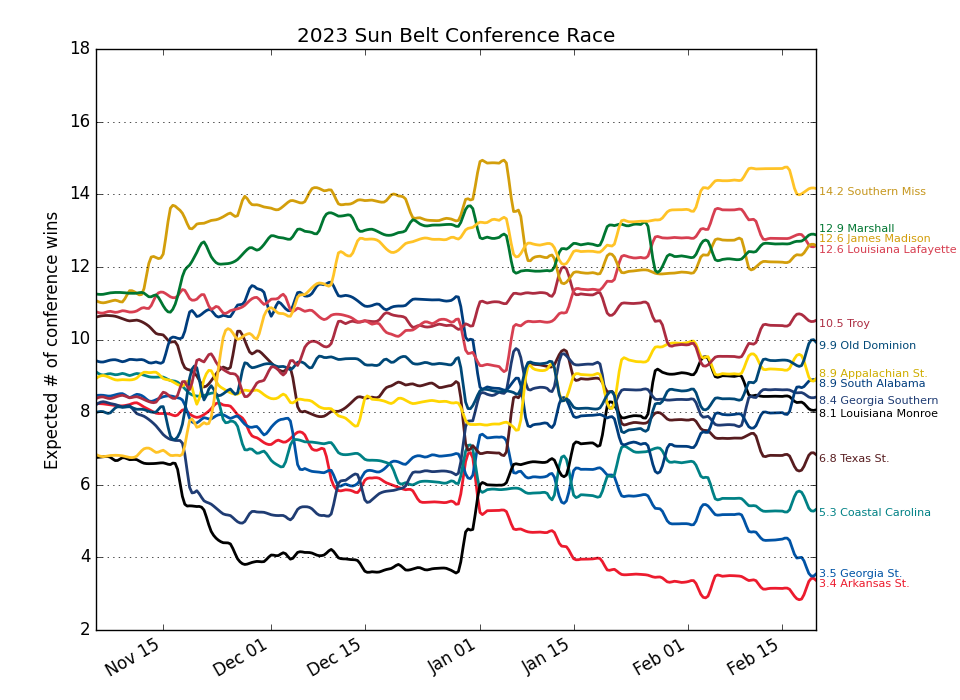 2023 Sun Belt Conference Race
Expected # of conference wins
18
16
14
12
10
8
6
4
2
Nov 15
Dec 01
Dec 15
Jan 01
Jan 15
Feb 01
Feb 15
14.2 Southern Miss
12.9 Marshall
12.6 James Madison
12.6 Louisiana Lafayette
10.5 Troy
9.9 Old Dominion
8.9 Appalachian St.
8.9 South Alabama
8.4 Georgia Southern
8.1 Louisiana Monroe
6.8 Texas St.
5.3 Coastal Carolina
3.5 Georgia St.
3.4 Arkansas St.